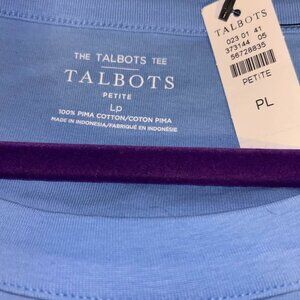 THE TALBOTS TEE
TALBOTS
PETITE
Lp
100% PIMA COTTON/COTON PIMA
MADE IN INDONESIA/FABRIQUÉ EN INDONÉSIE
TALBOTS
023 01 41
373144 05
56728835
PETITE
PL